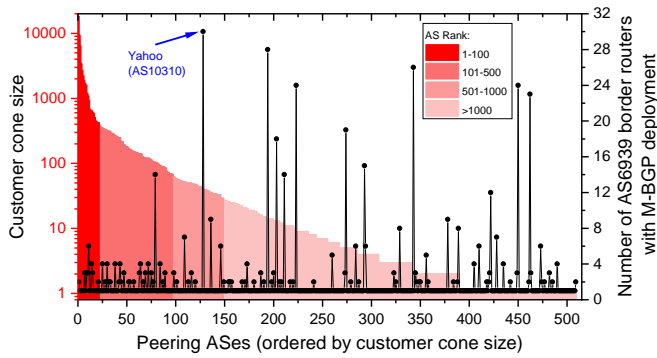 Customer cone size
10000
1000
100
10
1
Yahoo
(AS10310)
AS Rank:
1-100
101-500
501-1000
>1000
32
28
24
20
16
12
8
4
0
Number of AS6939 border routers
with M-BGP deployment
0 50 100 150 200 250 300 350 400 450 500
Peering ASes (ordered by customer cone size)